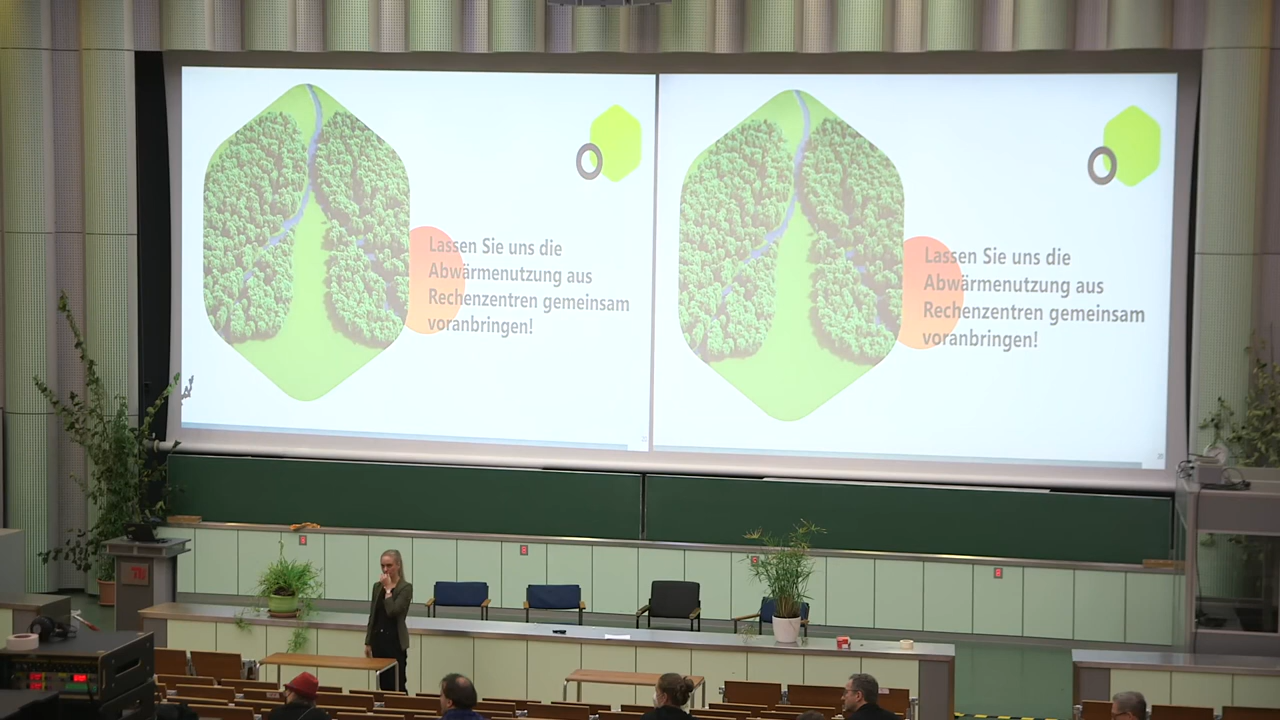 Lassen Sie uns die
Abwärmenutzung aus
Rechenzentren gemeinsam
voranbringen!
Lassen Sie uns die
Abwärmenutzung aus
Rechenzentren gemeinsam
voranbringen!